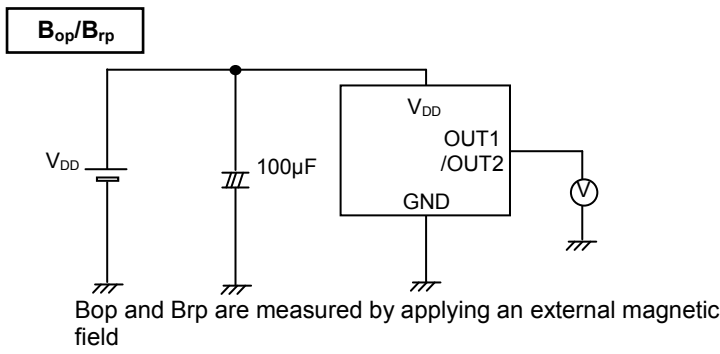 Bop/Brp
VDD
OUT1
/OUT2
VDD
100µF
GND
V
Bop and Brp are measured by applying an external magnetic
field